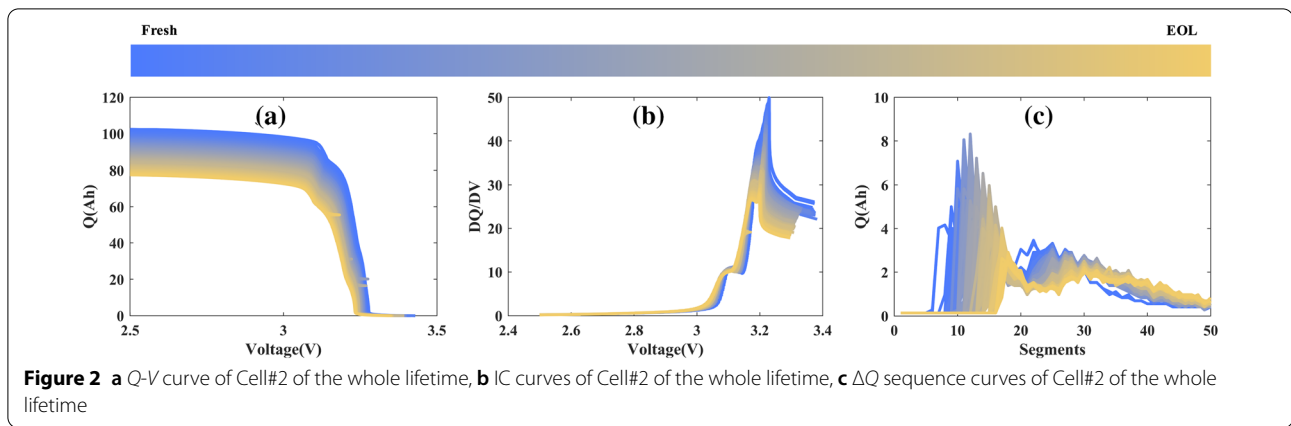 Fresh EOL
(a)
Q(Ah)
120
100
80
60
40
20
0
2.5 3 3.5
Voltage(V)
(b)
DQ/DV
50
40
30
20
10
0
2.4 2.6 2.8 3 3.2 3.4
Voltage(V)
(c)
Q(Ah)
10
8
6
4
2
0
0 10 20 30 40 50
Segments
Figure 2 a Q-V curve of Cell#2 of the whole lifetime, b IC curves of Cell#2 of the whole lifetime, c ΔQ sequence curves of Cell#2 of the whole
lifetime